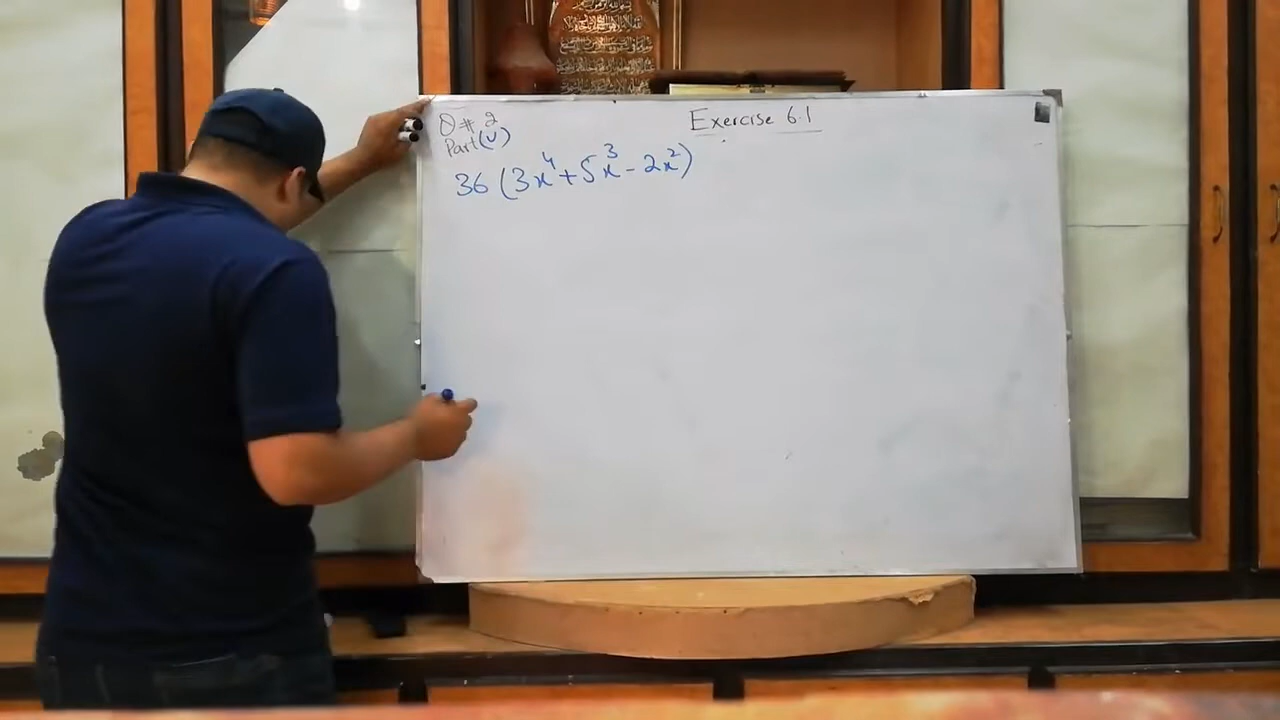 Exercise 6.1
Q # 2
Part (v)
36 (3x⁴ + 5x³ - 2x²)